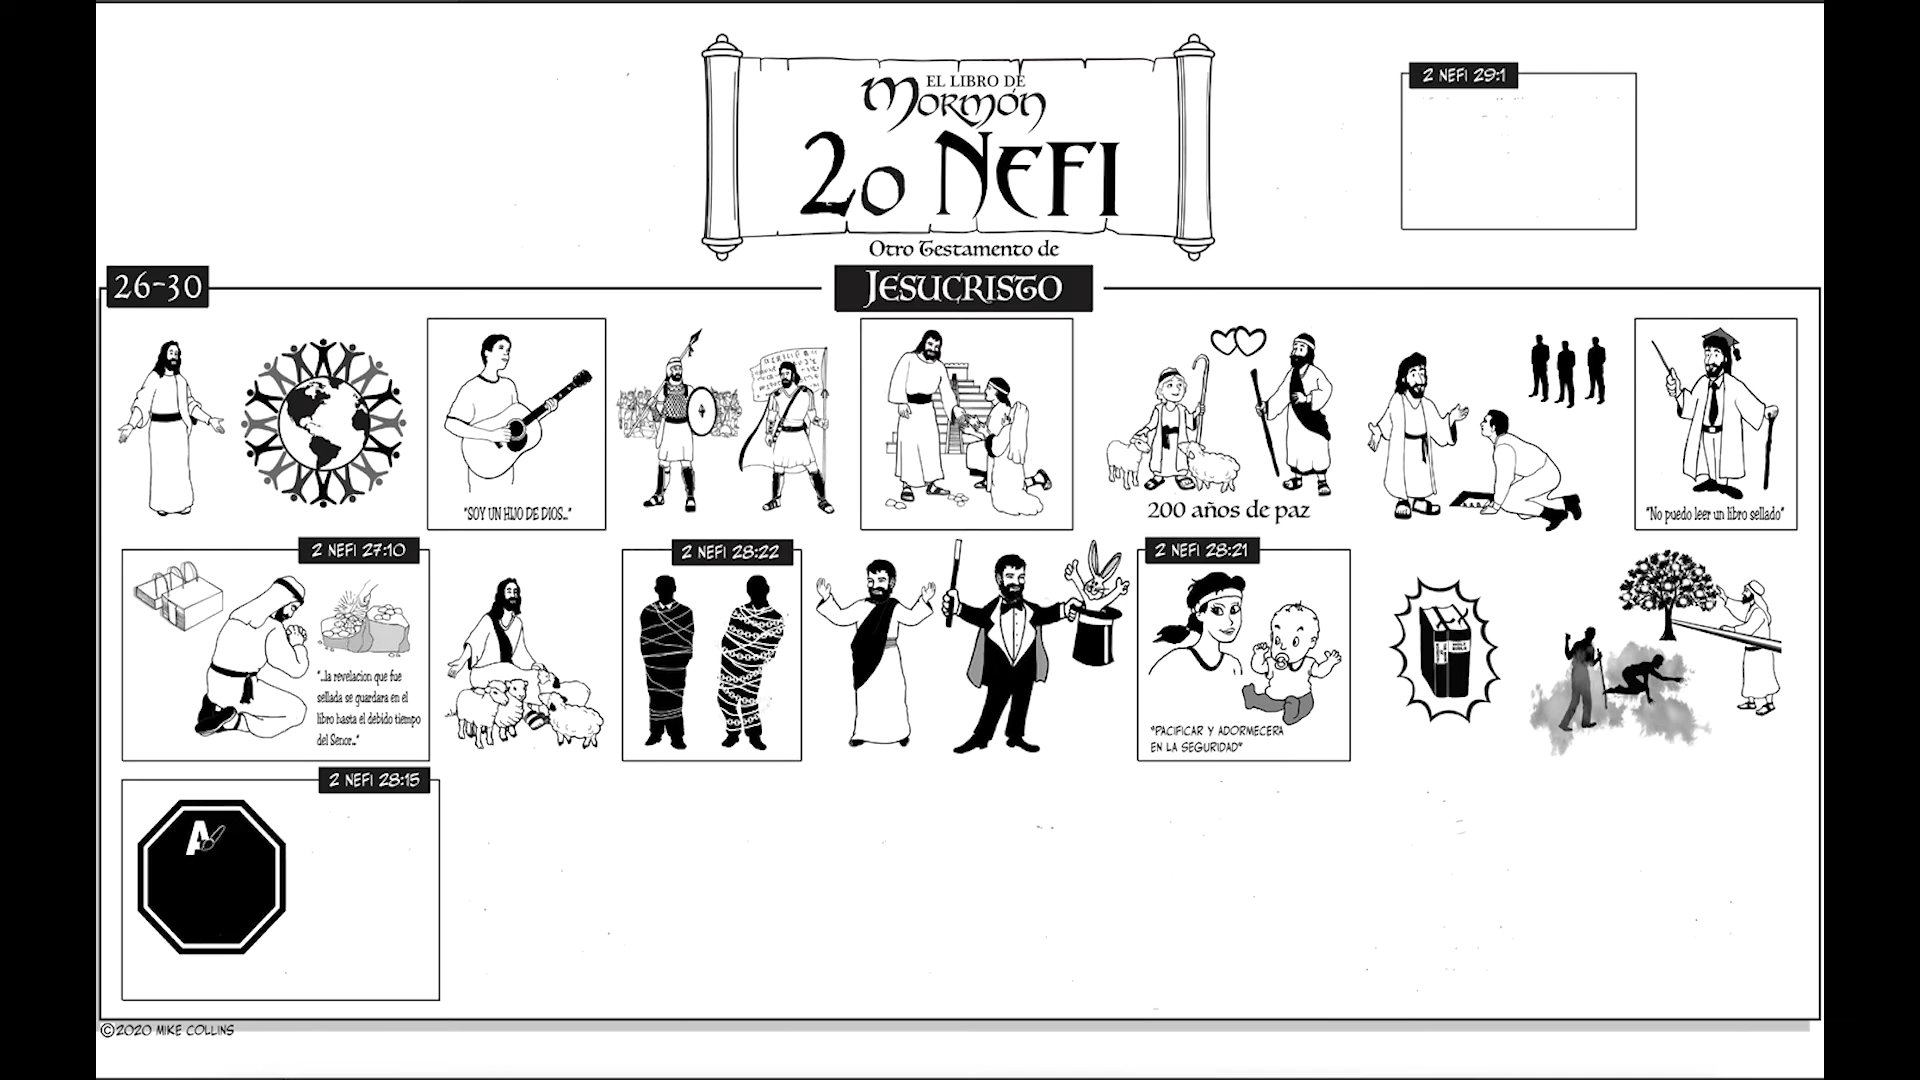 EL LIBRO DE
MORMÓN
2o NEFI
Otro Testamento de
JESUCRISTO
2 NEFI 29:1
26-30
"SOY UN HIJO DE DIOS..."
200 años de paz
"No puedo leer un libro sellado"
2 NEFI 27:10
"...la revelacion que fue
sellada se guardara en el
libro hasta el debido tiempo
del Senor..."
2 NEFI 28:22
2 NEFI 28:21
"PACIFICAR Y ADORMECERA
EN LA SEGURIDAD"
2 NEFI 28:15
A
©2020 MIKE COLLINS